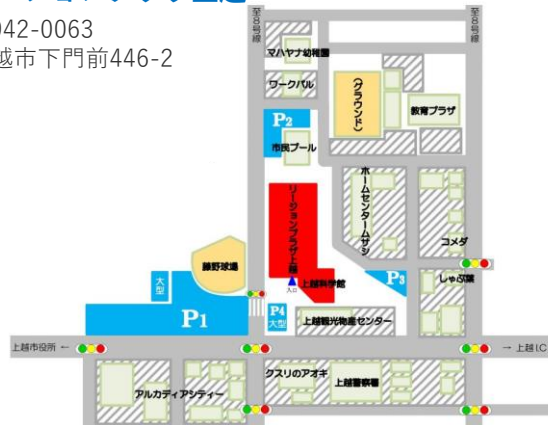 942-0063
越市下門前446-2
至8号線
至8号線
マハヤナ幼稚園
ワークパル
(グラウンド)
教育プラザ
P2
市民プール
リージョンプラザ上越
ホームセンタームサシ
コメダ
藤野球場
大型
入口
上越科学館
P3
しゃぶ葉
P1
P4
大型
上越観光物産センター
上越市役所 ←
→ 上越I.C
クスリのアオキ
アルカディアシティー
上越警察署